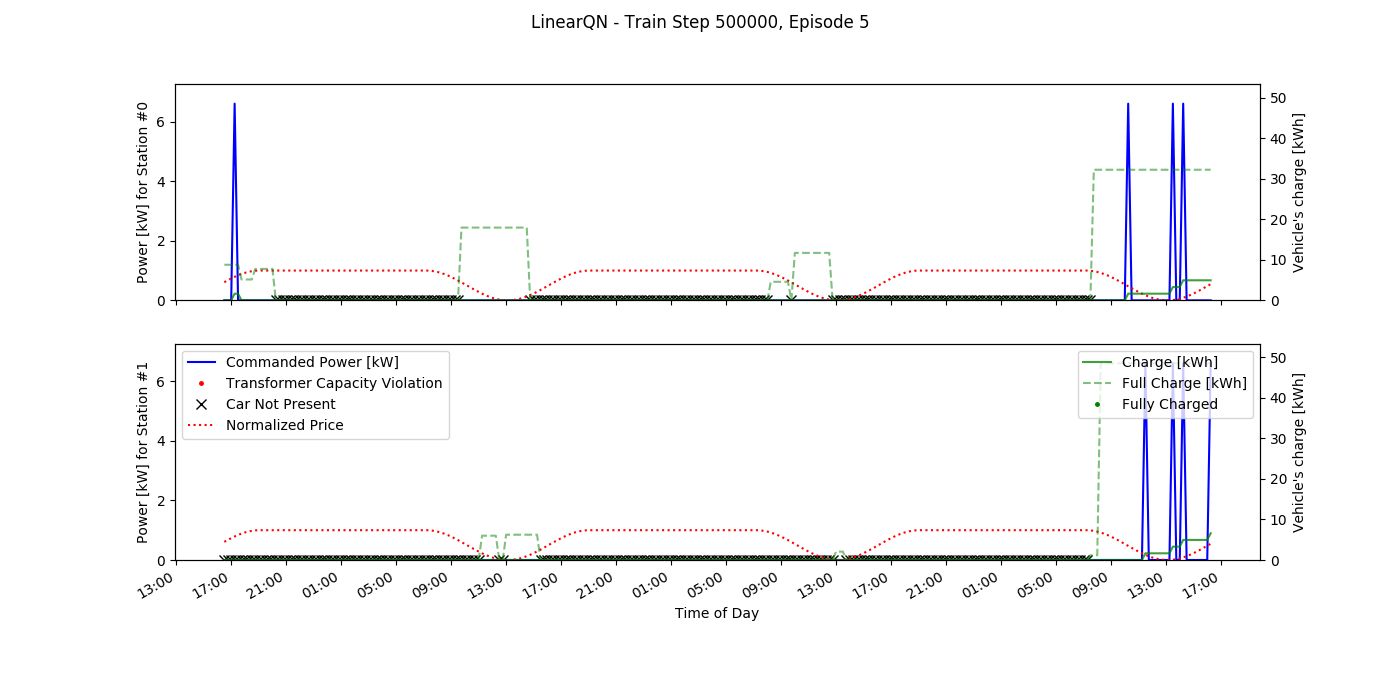 LinearQN - Train Step 500000, Episode 5
Power [kW] for Station #0
0
2
4
6
0
10
20
30
40
50
Vehicle's charge [kWh]
Power [kW] for Station #1
0
2
4
6
Commanded Power [kW]
Transformer Capacity Violation
Car Not Present
Normalized Price
Charge [kWh]
Full Charge [kWh]
Fully Charged
0
10
20
30
40
50
Vehicle's charge [kWh]
13:00 17:00 21:00 01:00 05:00 09:00 13:00 17:00 21:00 01:00 05:00 09:00 13:00 17:00 21:00 01:00 05:00 09:00 13:00 17:00
Time of Day